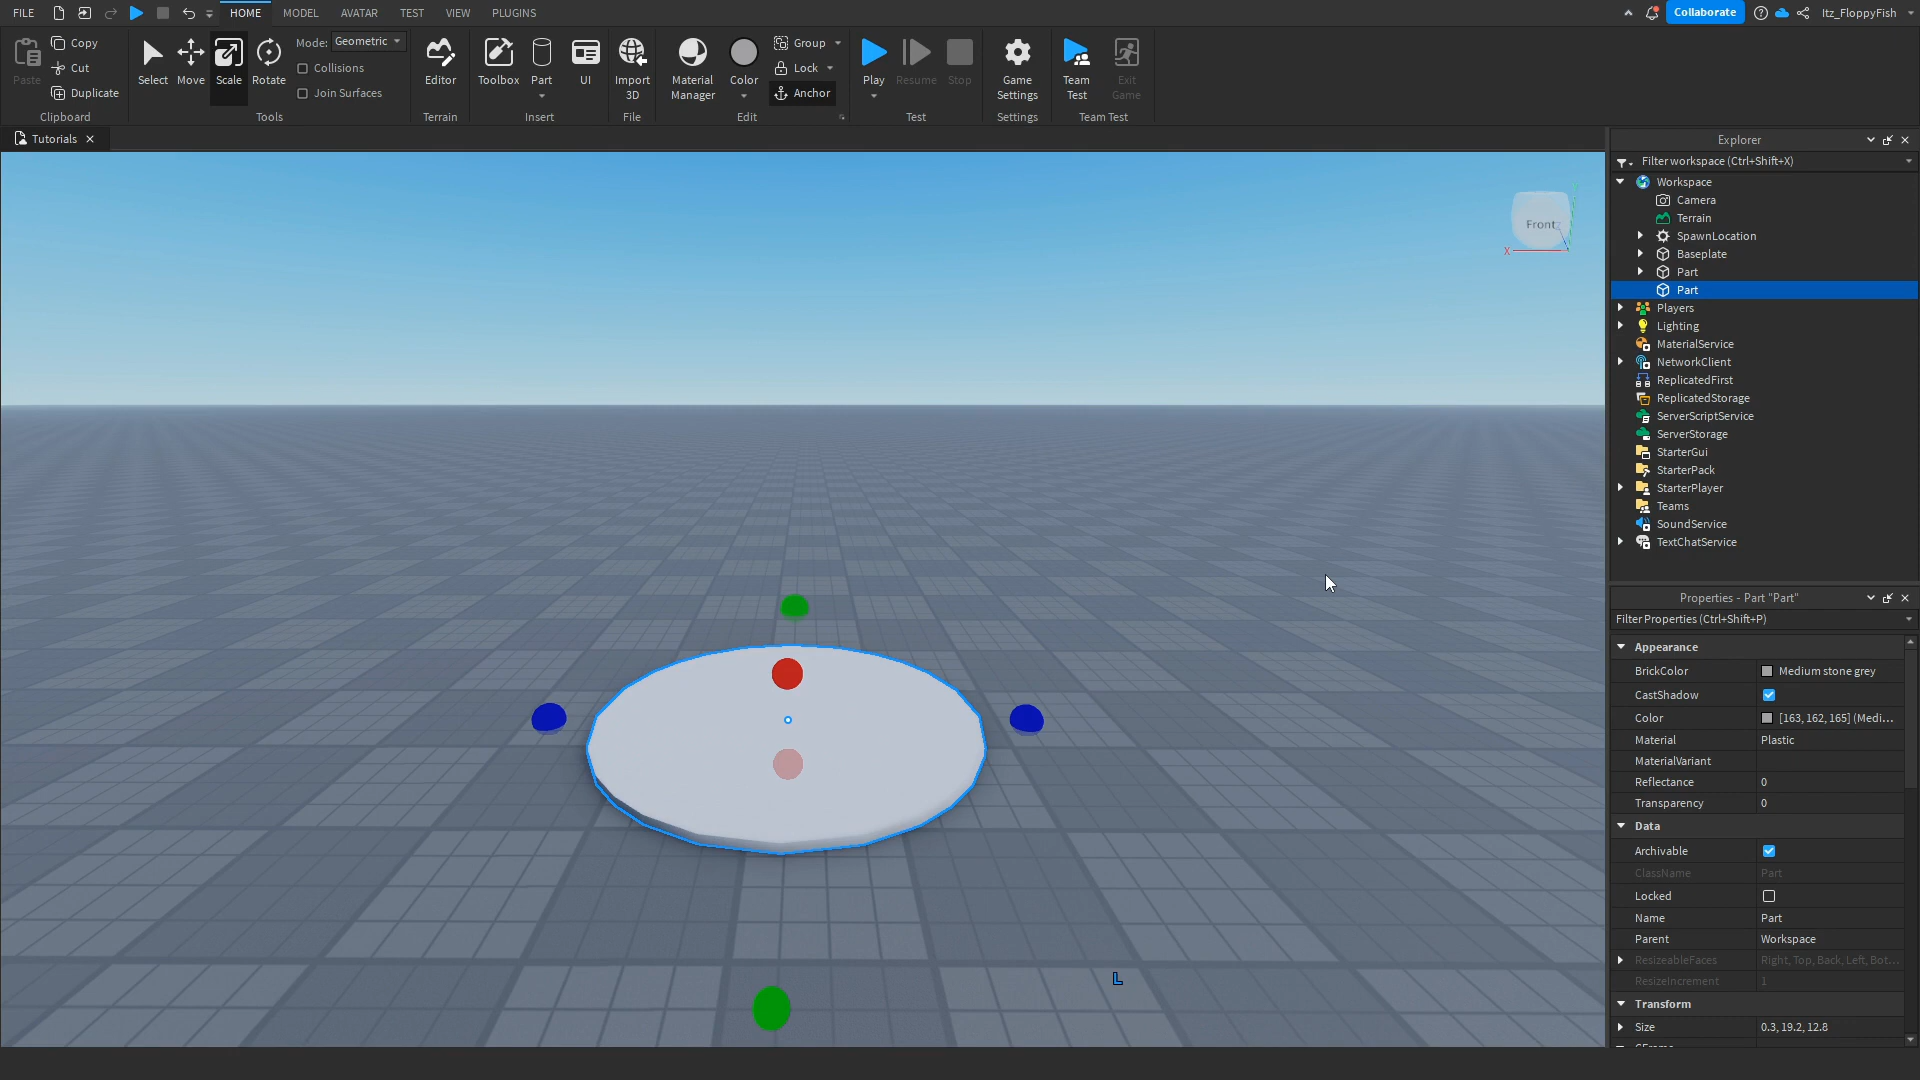 FILE HOME MODEL AVATAR TEST VIEW PLUGINS Collaborate Itz_FloppyFish
Paste Copy Cut Duplicate Clipboard
Select Move Scale Rotate Mode: Geometric Collisions Join Surfaces Tools
Editor Terrain
Toolbox Part UI Insert
Import 3D File
Material Manager Color Group Lock Anchor Edit
Play Resume Stop Test
Game Settings Settings
Team Test Exit Game Team Test
Tutorials
Front
X
L
Explorer
Filter workspace (Ctrl+Shift+X)
Workspace
Camera
Terrain
SpawnLocation
Baseplate
Part
Part
Players
Lighting
MaterialService
NetworkClient
ReplicatedFirst
ReplicatedStorage
ServerScriptService
ServerStorage
StarterGui
StarterPack
StarterPlayer
Teams
SoundService
TextChatService
Properties - Part "Part"
Filter Properties (Ctrl+Shift+P)
Appearance
BrickColor Medium stone grey
CastShadow
Color [163, 162, 165] (Medi...
Material Plastic
MaterialVariant
Reflectance 0
Transparency 0
Data
Archivable
ClassName Part
Locked
Name Part
Parent Workspace
ResizeableFaces Right, Top, Back, Left, Bot...
ResizeIncrement 1
Transform
Size 0.3, 19.2, 12.8